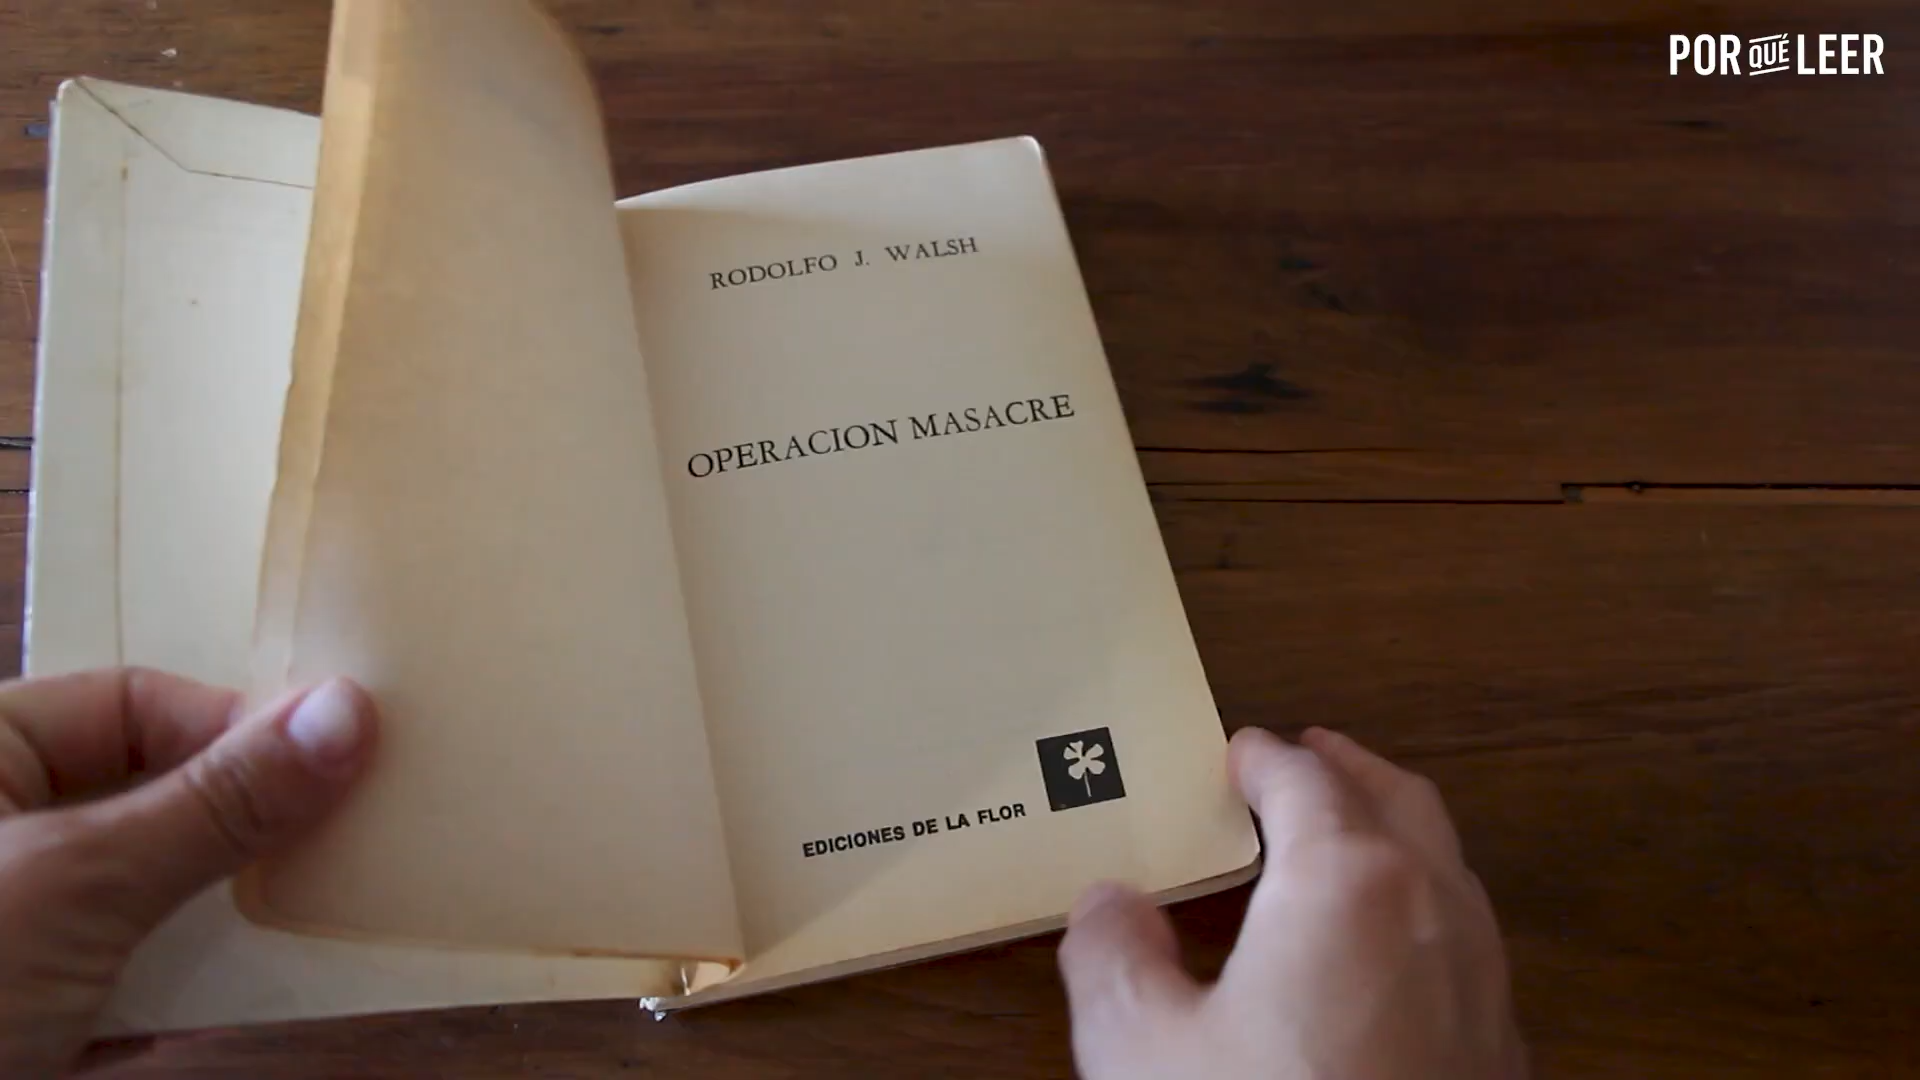 POR QUÉ LEER
RODOLFO J. WALSH
OPERACION MASACRE
EDICIONES DE LA FLOR